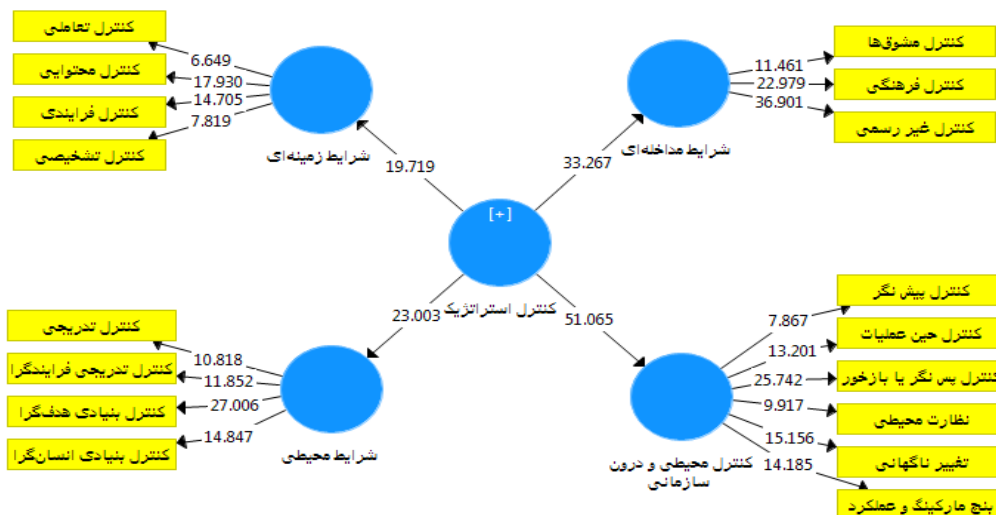 کنترل تعاملی
کنترل محتوایی
کنترل فرایندی
کنترل تشخیصی
6.649
17.930
14.705
7.819
شرایط زمینه‌ای
19.719
کنترل مشوق‌ها
کنترل فرهنگی
کنترل غیر رسمی
11.461
22.979
36.901
شرایط مداخله‌ای
33.267
[+]
کنترل استراتژیک
23.003
51.065
کنترل تدریجی
کنترل تدریجی فرایندگرا
کنترل بنیادی هدف‌گرا
کنترل بنیادی انسان‌گرا
10.818
11.852
27.006
14.847
شرایط محیطی
کنترل پیش نگر
کنترل حین عملیات
کنترل پس نگر یا بازخور
نظارت محیطی
تغییر ناگهانی
بنچ مارکینگ و عملکرد
7.867
13.201
25.742
9.917
15.156
14.185
کنترل محیطی و درون
سازمانی